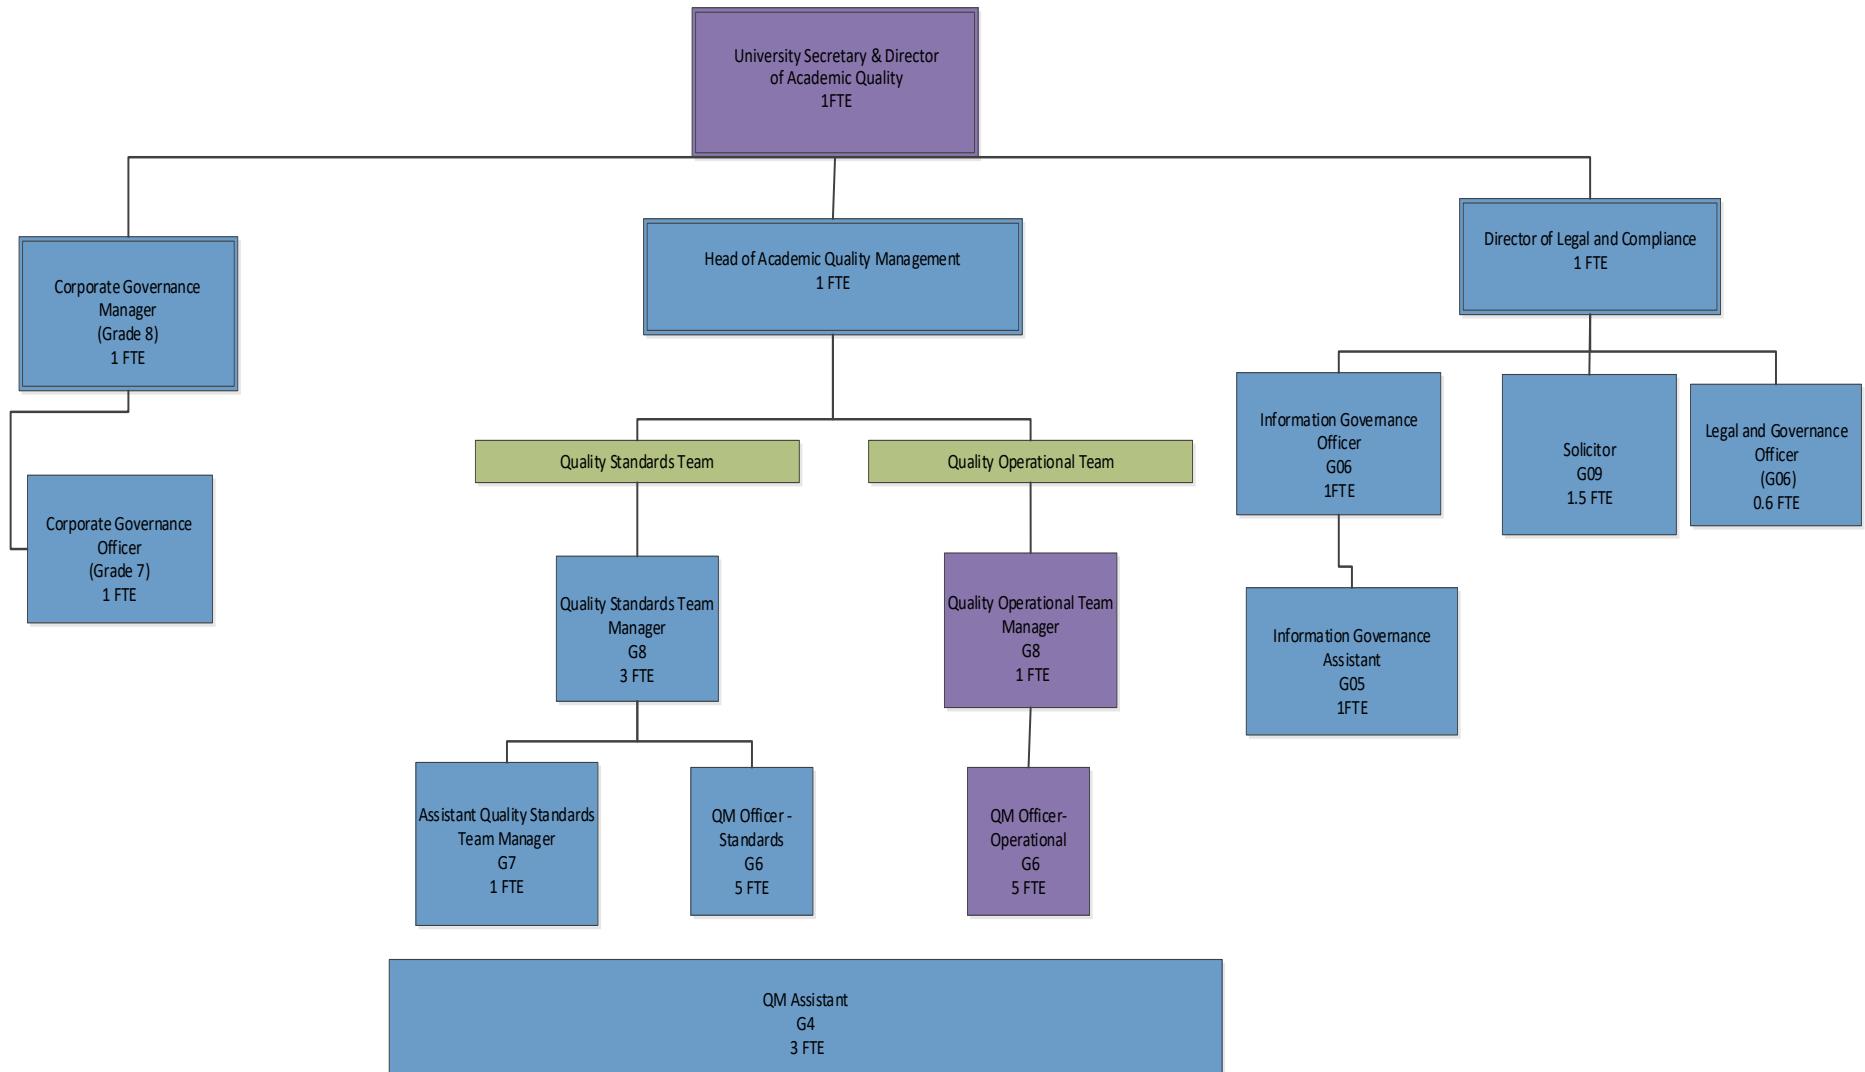 University Secretary & Director
of Academic Quality
1FTE
Corporate Governance
Manager
(Grade 8)
1 FTE
Head of Academic Quality Management
1 FTE
Director of Legal and Compliance
1 FTE
Corporate Governance
Officer
(Grade 7)
1 FTE
Quality Standards Team
Quality Operational Team
Information Governance
Officer
G06
1FTE
Solicitor
G09
1.5 FTE
Legal and Governance
Officer
(G06)
0.6 FTE
Quality Standards Team
Manager
G8
3 FTE
Quality Operational Team
Manager
G8
1 FTE
Information Governance
Assistant
G05
1FTE
Assistant Quality Standards
Team Manager
G7
1 FTE
QM Officer -
Standards
G6
5 FTE
QM Officer-
Operational
G6
5 FTE
QM Assistant
G4
3 FTE